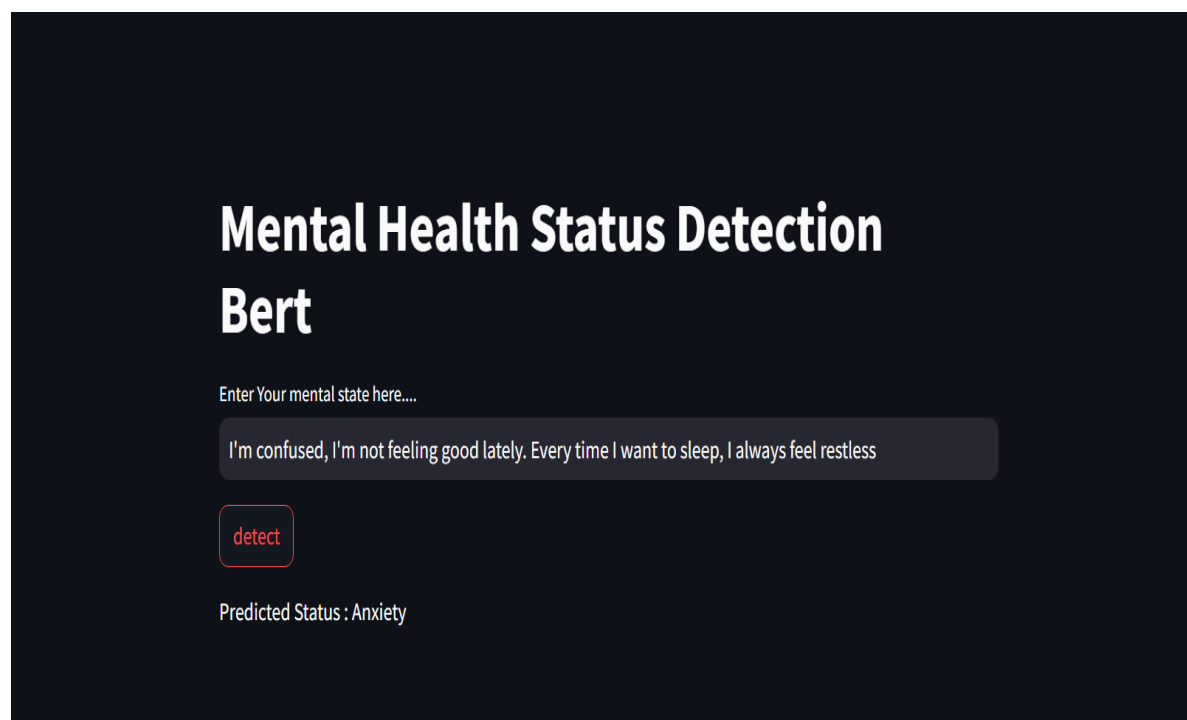 Mental Health Status Detection
Bert
Enter Your mental state here....
I'm confused, I'm not feeling good lately. Every time I want to sleep, I always feel restless
detect
Predicted Status : Anxiety